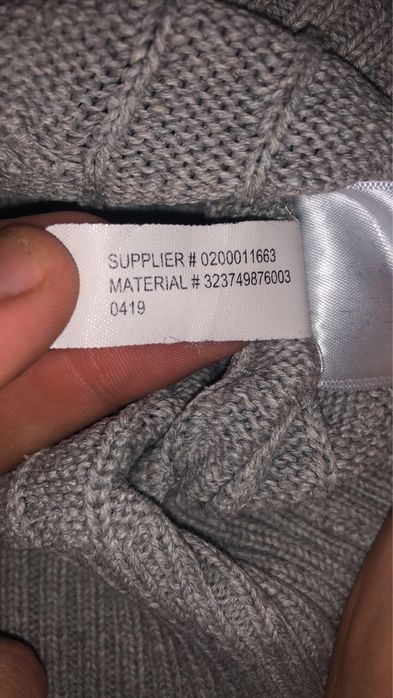 SUPPLIER # 0200011663
MATERIAL # 323749876003
0419